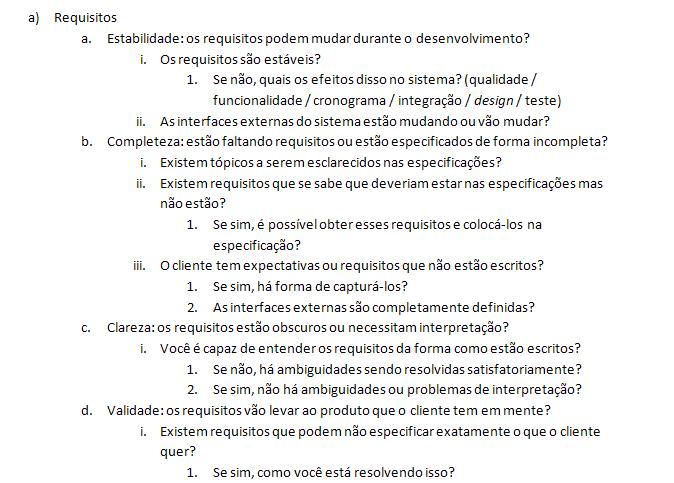 a) Requisitos
a. Estabilidade: os requisitos podem mudar durante o desenvolvimento?
i. Os requisitos são estáveis?
1. Se não, quais os efeitos disso no sistema? (qualidade /
funcionalidade / cronograma / integração / design / teste)
ii. As interfaces externas do sistema estão mudando ou vão mudar?
b. Completeza: estão faltando requisitos ou estão especificados de forma incompleta?
i. Existem tópicos a serem esclarecidos nas especificações?
ii. Existem requisitos que se sabe que deveriam estar nas especificações mas
não estão?
1. Se sim, é possível obter esses requisitos e colocá-los na
especificação?
iii. O cliente tem expectativas ou requisitos que não estão escritos?
1. Se sim, há forma de capturá-los?
2. As interfaces externas são completamente definidas?
c. Clareza: os requisitos estão obscuros ou necessitam interpretação?
i. Você é capaz de entender os requisitos da forma como estão escritos?
1. Se não, há ambiguidades sendo resolvidas satisfatoriamente?
2. Se sim, não há ambiguidades ou problemas de interpretação?
d. Validade: os requisitos vão levar ao produto que o cliente tem em mente?
i. Existem requisitos que podem não especificar exatamente o que o cliente
quer?
1. Se sim, como você está resolvendo isso?